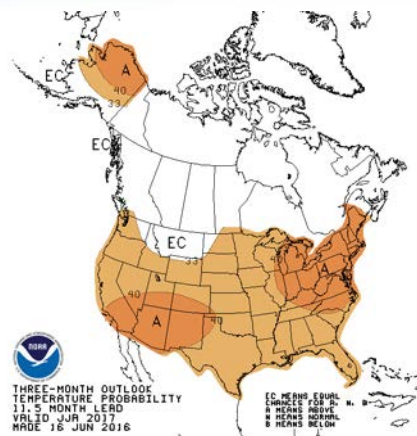 EC
A
40
33
EC
EC
33
40
A
40
A
40
NOAA
THREE-MONTH OUTLOOK
TEMPERATURE PROBABILITY
11.5 MONTH LEAD
VALID JJA 2017
MADE 16 JUN 2016
EC MEANS EQUAL
CHANCES FOR A, N, B
A MEANS ABOVE
N MEANS NORMAL
B MEANS BELOW